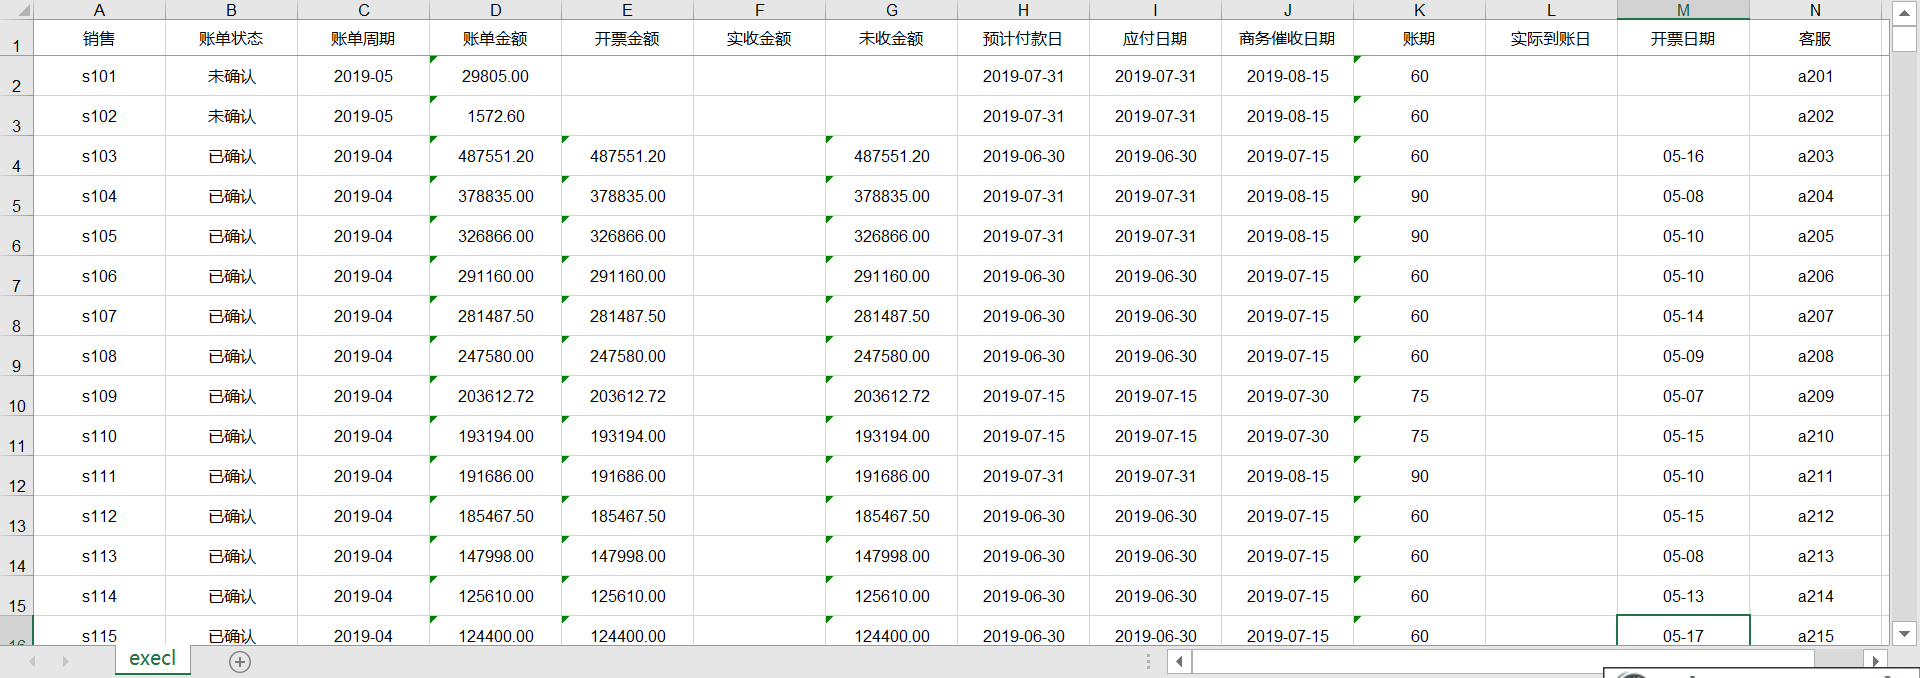 A B C D E F G H I J K L M N
1 销售 账单状态 账单周期 账单金额 开票金额 实收金额 未收金额 预计付款日 应付日期 商务催收日期 账期 实际到账日 开票日期 客服
2 s101 未确认 2019-05 29805.00 2019-07-31 2019-07-31 2019-08-15 60 a201
3 s102 未确认 2019-05 1572.60 2019-07-31 2019-07-31 2019-08-15 60 a202
4 s103 已确认 2019-04 487551.20 487551.20 487551.20 2019-06-30 2019-06-30 2019-07-15 60 05-16 a203
5 s104 已确认 2019-04 378835.00 378835.00 378835.00 2019-07-31 2019-07-31 2019-08-15 90 05-08 a204
6 s105 已确认 2019-04 326866.00 326866.00 326866.00 2019-07-31 2019-07-31 2019-08-15 90 05-10 a205
7 s106 已确认 2019-04 291160.00 291160.00 291160.00 2019-06-30 2019-06-30 2019-07-15 60 05-10 a206
8 s107 已确认 2019-04 281487.50 281487.50 281487.50 2019-06-30 2019-06-30 2019-07-15 60 05-14 a207
9 s108 已确认 2019-04 247580.00 247580.00 247580.00 2019-06-30 2019-06-30 2019-07-15 60 05-09 a208
10 s109 已确认 2019-04 203612.72 203612.72 203612.72 2019-07-15 2019-07-15 2019-07-30 75 05-07 a209
11 s110 已确认 2019-04 193194.00 193194.00 193194.00 2019-07-15 2019-07-15 2019-07-30 75 05-15 a210
12 s111 已确认 2019-04 191686.00 191686.00 191686.00 2019-07-31 2019-07-31 2019-08-15 90 05-10 a211
13 s112 已确认 2019-04 185467.50 185467.50 185467.50 2019-06-30 2019-06-30 2019-07-15 60 05-15 a212
14 s113 已确认 2019-04 147998.00 147998.00 147998.00 2019-06-30 2019-06-30 2019-07-15 60 05-08 a213
15 s114 已确认 2019-04 125610.00 125610.00 125610.00 2019-06-30 2019-06-30 2019-07-15 60 05-13 a214
16 s115 已确认 2019-04 124400.00 124400.00 124400.00 2019-06-30 2019-06-30 2019-07-15 60 05-17 a215
execl